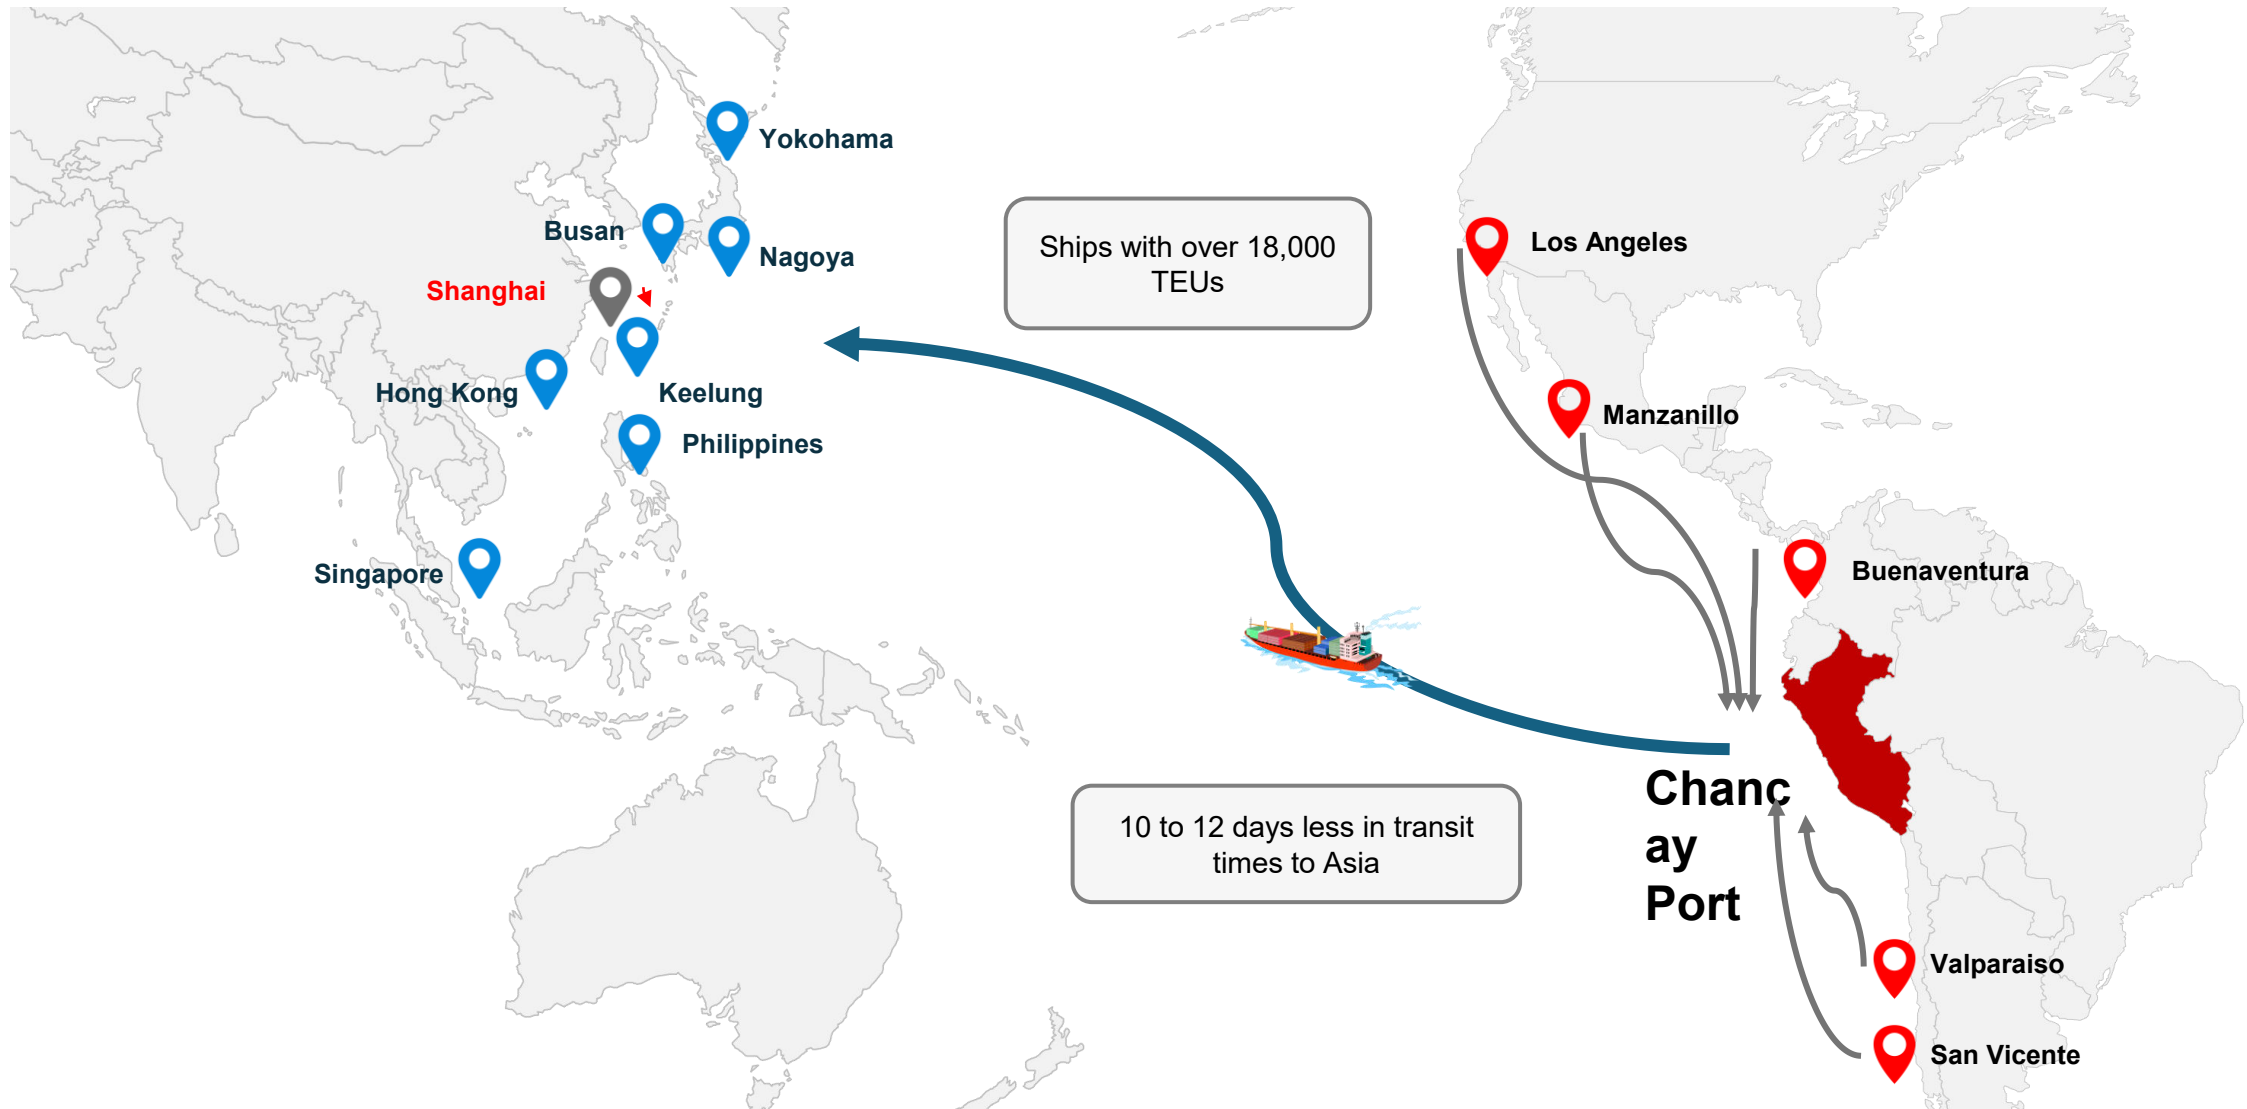 Yokohama
Busan
Nagoya
Shanghai
Hong Kong
Keelung
Philippines
Singapore
Ships with over 18,000
TEUs
10 to 12 days less in transit
times to Asia
Los Angeles
Manzanillo
Buenaventura
Chanc
ay
Port
Valparaiso
San Vicente